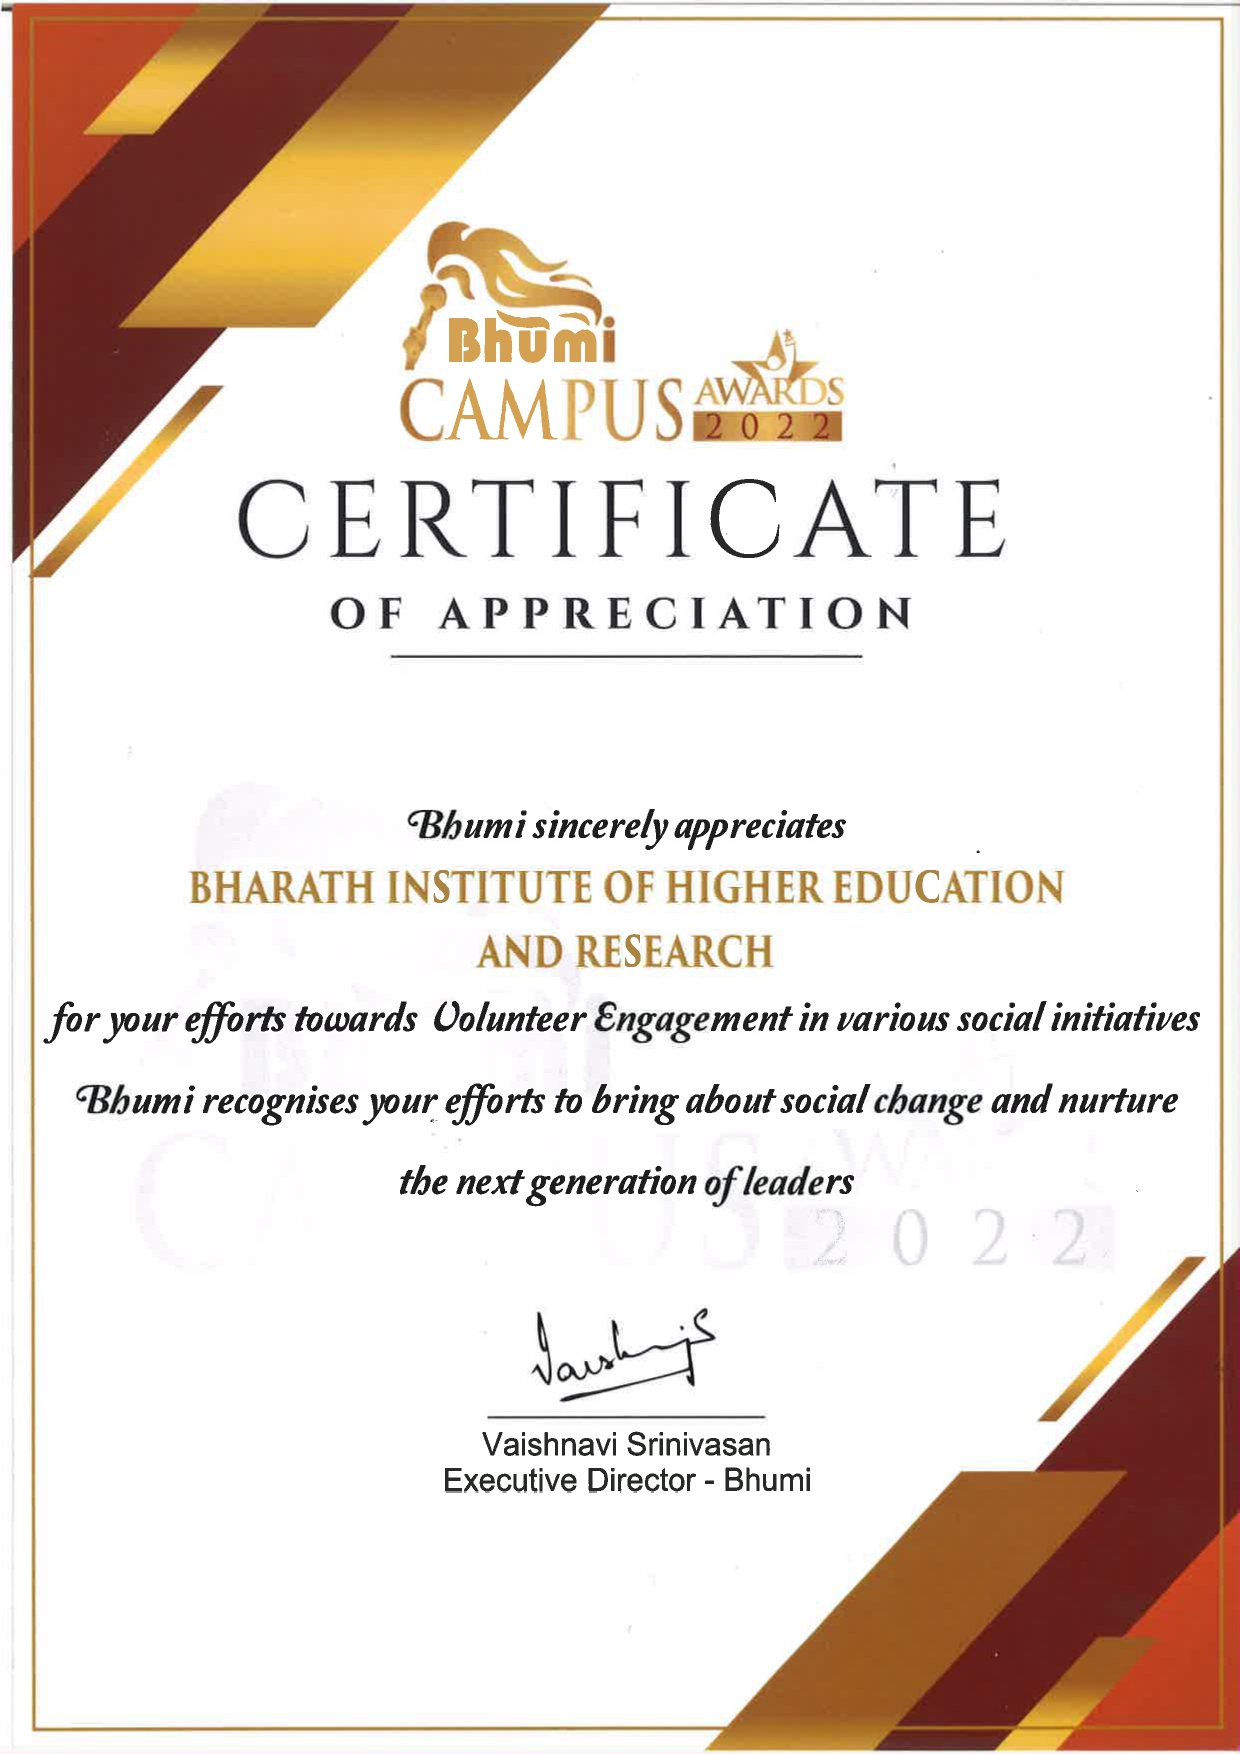 Bhumi
CAMPUS AWARDS
2022
CERTIFICATE
OF APPRECIATION
Bhumi sincerely appreciates
BHARATH INSTITUTE OF HIGHER EDUCATION
AND RESEARCH
for your efforts towards Volunteer Engagement in various social initiatives
Bhumi recognises your efforts to bring about social change and nurture
the next generation of leaders
2022
Vaishnavi Srinivasan
Executive Director - Bhumi